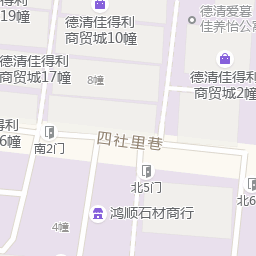 19幢
德清佳得利
商贸城10幢
德清爱慕
佳养怡公寓
德清佳得利
商贸城17幢
8幢
德清佳得利
商贸城2幢
得利
6幢
南2门
四社里巷
北5门
北6
4幢
鸿顺石材商行